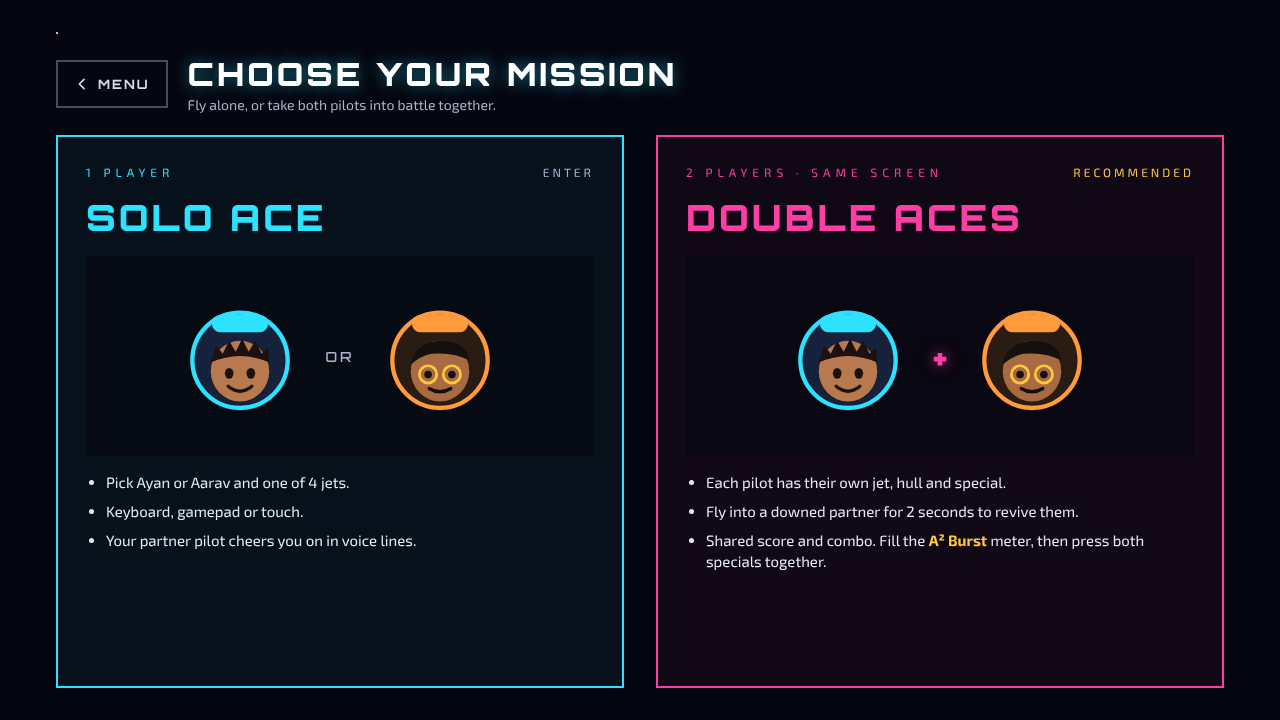 MENU
CHOOSE YOUR MISSION
Fly alone, or take both pilots into battle together.
1 PLAYER
ENTER
SOLO ACE
OR
Pick Ayan or Aarav and one of 4 jets.
Keyboard, gamepad or touch.
Your partner pilot cheers you on in voice lines.
2 PLAYERS · SAME SCREEN
RECOMMENDED
DOUBLE ACES
+
Each pilot has their own jet, hull and special.
Fly into a downed partner for 2 seconds to revive them.
Shared score and combo. Fill the A² Burst meter, then press both
specials together.